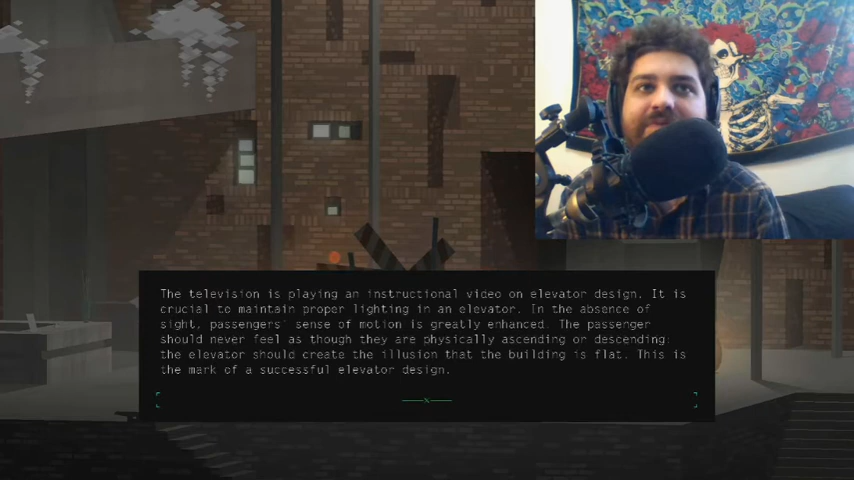 The television is playing an instructional video on elevator design. It is
crucial to maintain proper lighting in an elevator. In the absence of
sight, passengers' sense of motion is greatly enhanced. The passenger
should never feel as though they are physically ascending or descending:
the elevator should create the illusion that the building is flat. This is
the mark of a successful elevator design.